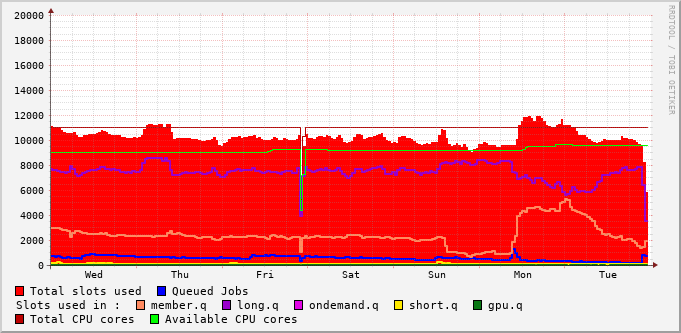 20000
18000
16000
14000
12000
10000
8000
6000
4000
2000
0
Wed Thu Fri Sat Sun Mon Tue
Total slots used Queued Jobs
Slots used in : member.q long.q ondemand.q short.q gpu.q
Total CPU cores Available CPU cores
RRDTOOL / TOBI OETIKER